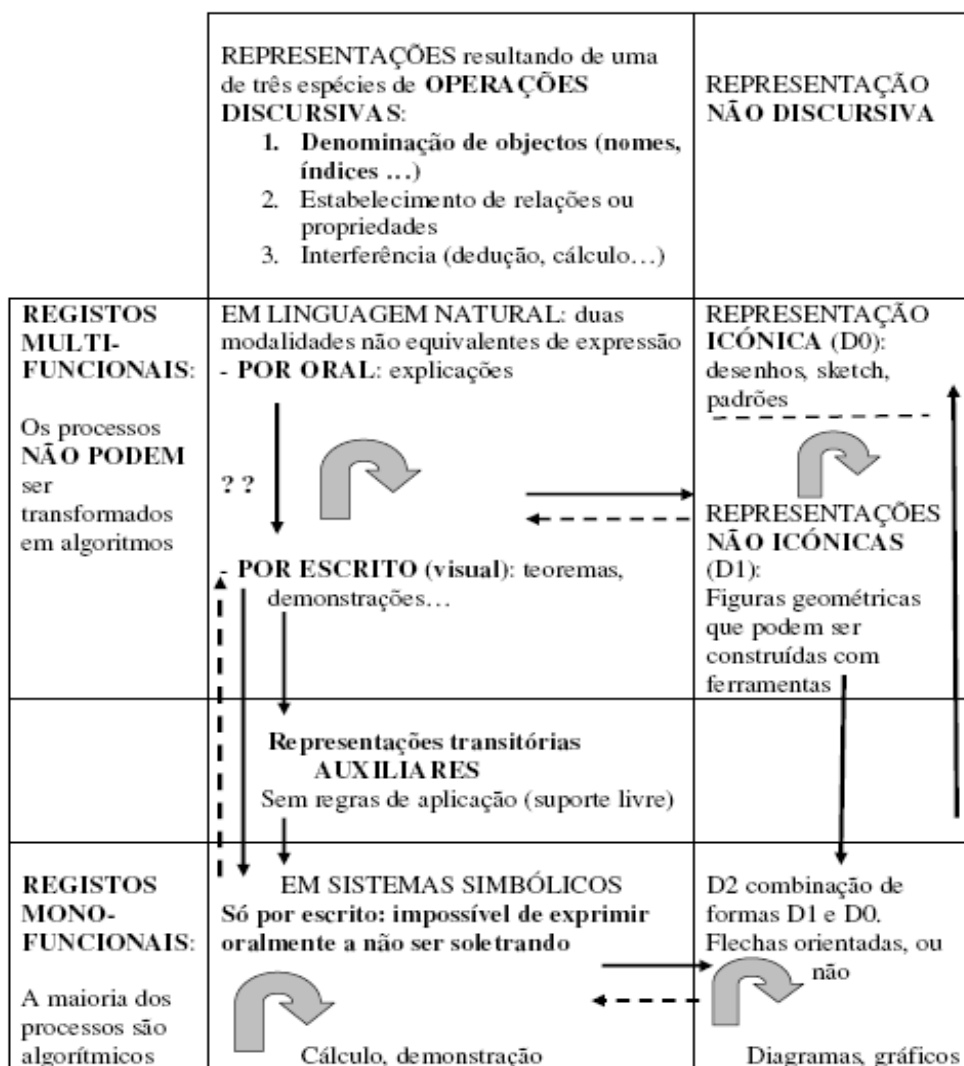 REPRESENTAÇÕES resultando de uma
de três espécies de OPERAÇÕES
DISCURSIVAS:
1. Denominação de objectos (nomes,
índices ...)
2. Estabelecimento de relações ou
propriedades
3. Interferência (dedução, cálculo...)
REPRESENTAÇÃO
NÃO DISCURSIVA
REGISTOS
MULTI-
FUNCIONAIS:
Os processos
NÃO PODEM
ser
transformados
em algoritmos
EM LINGUAGEM NATURAL: duas
modalidades não equivalentes de expressão
- POR ORAL: explicações
? ?
- POR ESCRITO (visual): teoremas,
demonstrações...
REPRESENTAÇÃO
ICÓNICA (D0):
desenhos, sketch,
padrões
REPRESENTAÇÕES
NÃO ICÓNICAS
(D1):
Figuras geométricas
que podem ser
construídas com
ferramentas
Representações transitórias
AUXILIARES
Sem regras de aplicação (suporte livre)
REGISTOS
MONO-
FUNCIONAIS:
A maioria dos
processos são
algorítmicos
EM SISTEMAS SIMBÓLICOS
Só por escrito: impossível de exprimir
oralmente a não ser soletrando
Cálculo, demonstração
D2 combinação de
formas D1 e D0.
Flechas orientadas, ou
não
Diagramas, gráficos